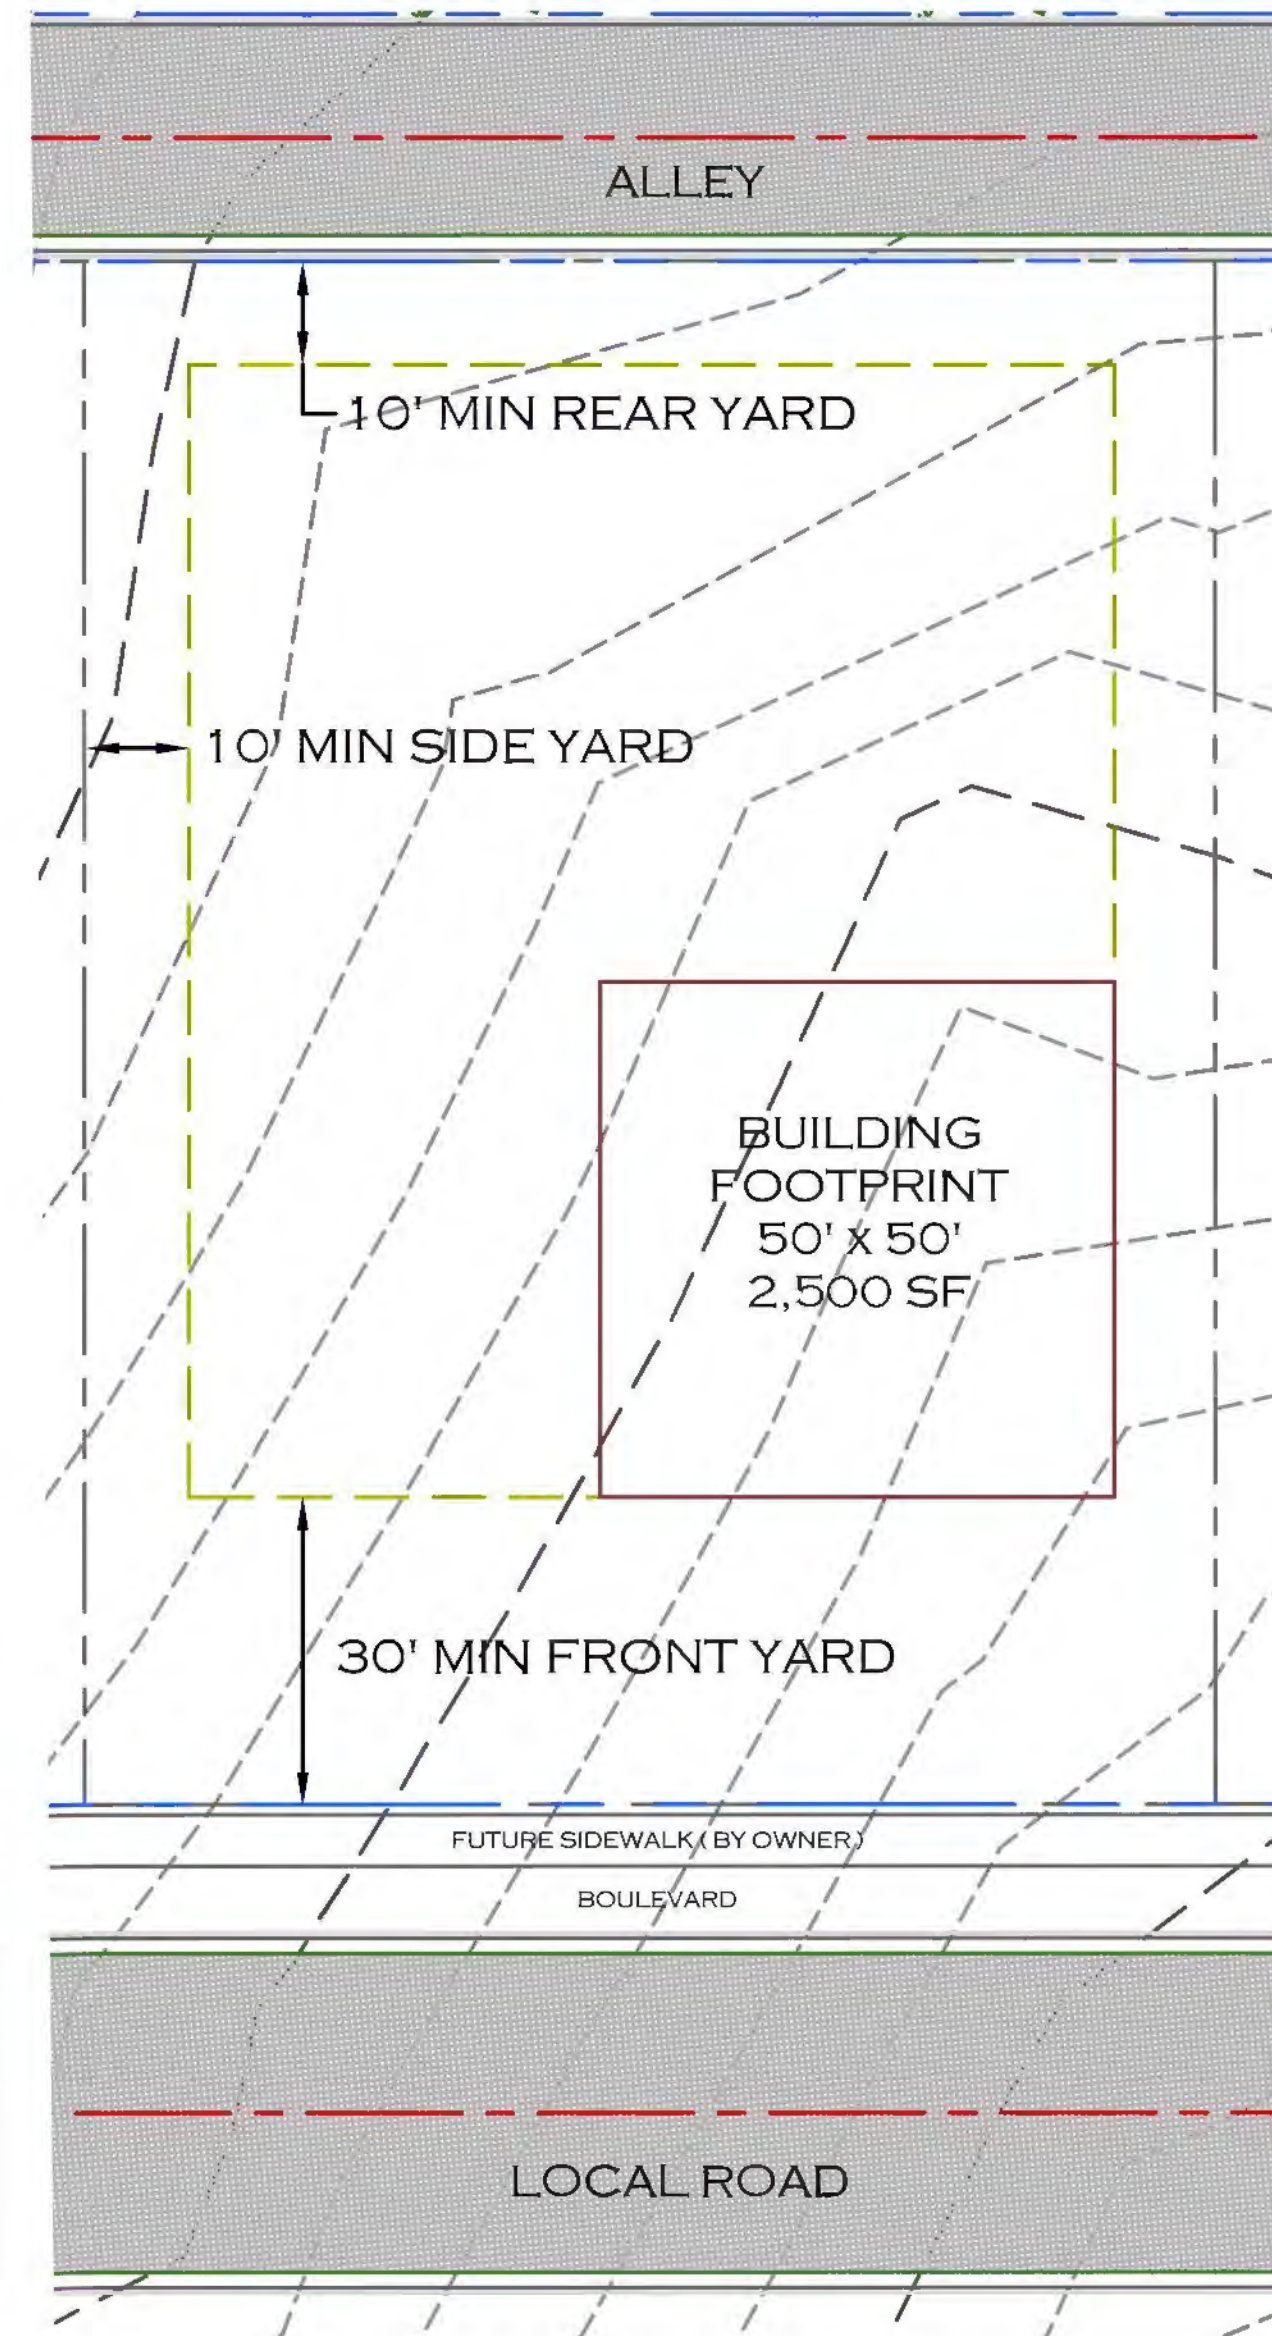 ALLEY
10' MIN REAR YARD
10' MIN SIDE YARD
BUILDING
FOOTPRINT
50' X 50'
2,500 SF
30' MIN FRONT YARD
FUTURE SIDEWALK (BY OWNER)
BOULEVARD
LOCAL ROAD